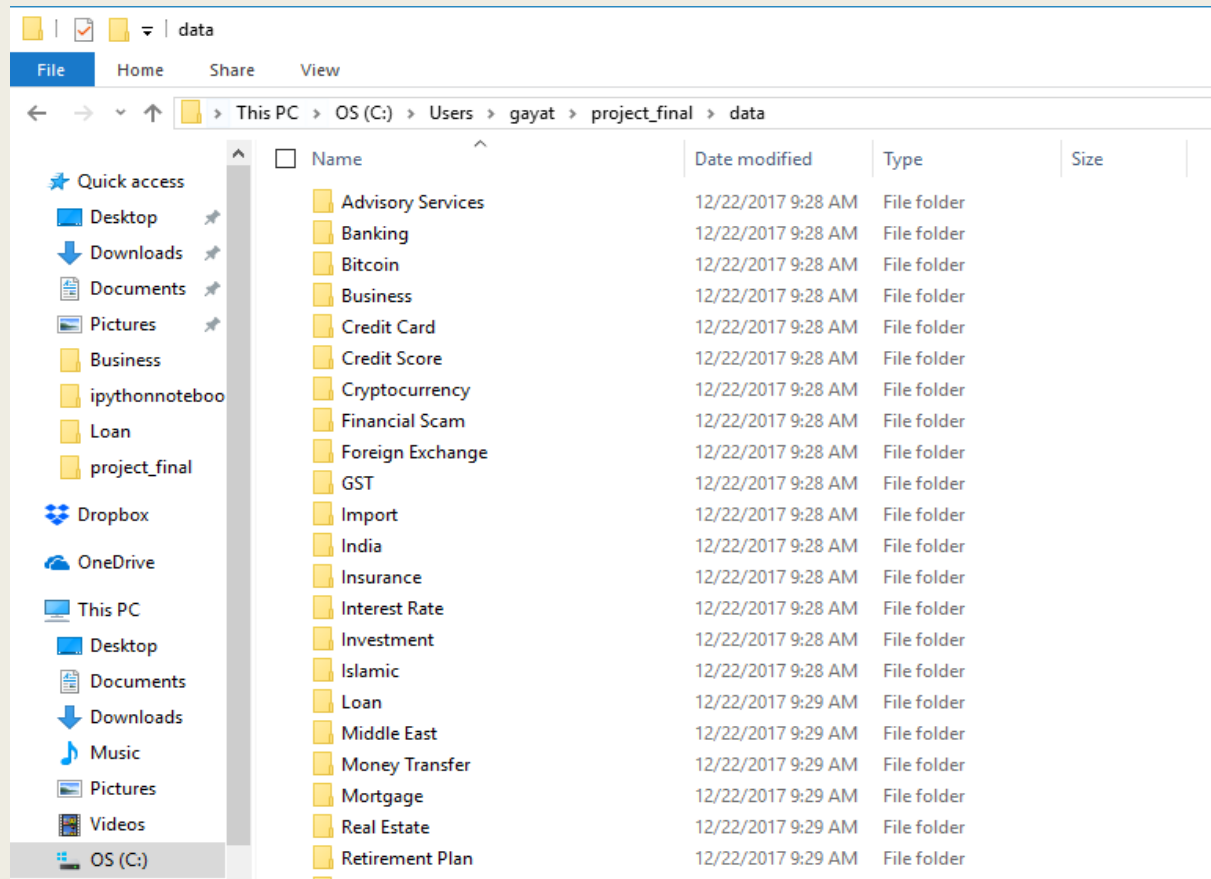 data
File Home Share View
This PC > OS (C:) > Users > gayat > project_final > data
Name Date modified Type Size
Quick access
Desktop
Downloads
Documents
Pictures
Business
ipythonnoteboo
Loan
project_final
Dropbox
OneDrive
This PC
Desktop
Documents
Downloads
Music
Pictures
Videos
OS (C:)
Advisory Services 12/22/2017 9:28 AM File folder
Banking 12/22/2017 9:28 AM File folder
Bitcoin 12/22/2017 9:28 AM File folder
Business 12/22/2017 9:28 AM File folder
Credit Card 12/22/2017 9:28 AM File folder
Credit Score 12/22/2017 9:28 AM File folder
Cryptocurrency 12/22/2017 9:28 AM File folder
Financial Scam 12/22/2017 9:28 AM File folder
Foreign Exchange 12/22/2017 9:28 AM File folder
GST 12/22/2017 9:28 AM File folder
Import 12/22/2017 9:28 AM File folder
India 12/22/2017 9:28 AM File folder
Insurance 12/22/2017 9:28 AM File folder
Interest Rate 12/22/2017 9:28 AM File folder
Investment 12/22/2017 9:28 AM File folder
Islamic 12/22/2017 9:28 AM File folder
Loan 12/22/2017 9:29 AM File folder
Middle East 12/22/2017 9:29 AM File folder
Money Transfer 12/22/2017 9:29 AM File folder
Mortgage 12/22/2017 9:29 AM File folder
Real Estate 12/22/2017 9:29 AM File folder
Retirement Plan 12/22/2017 9:29 AM File folder